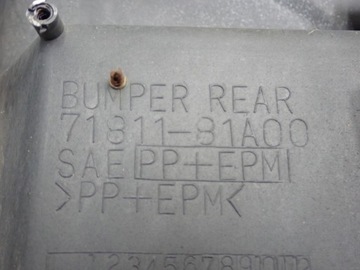 BUMPER REAR
71811-81A00
SAE PP+EPM
>PP+EPM<